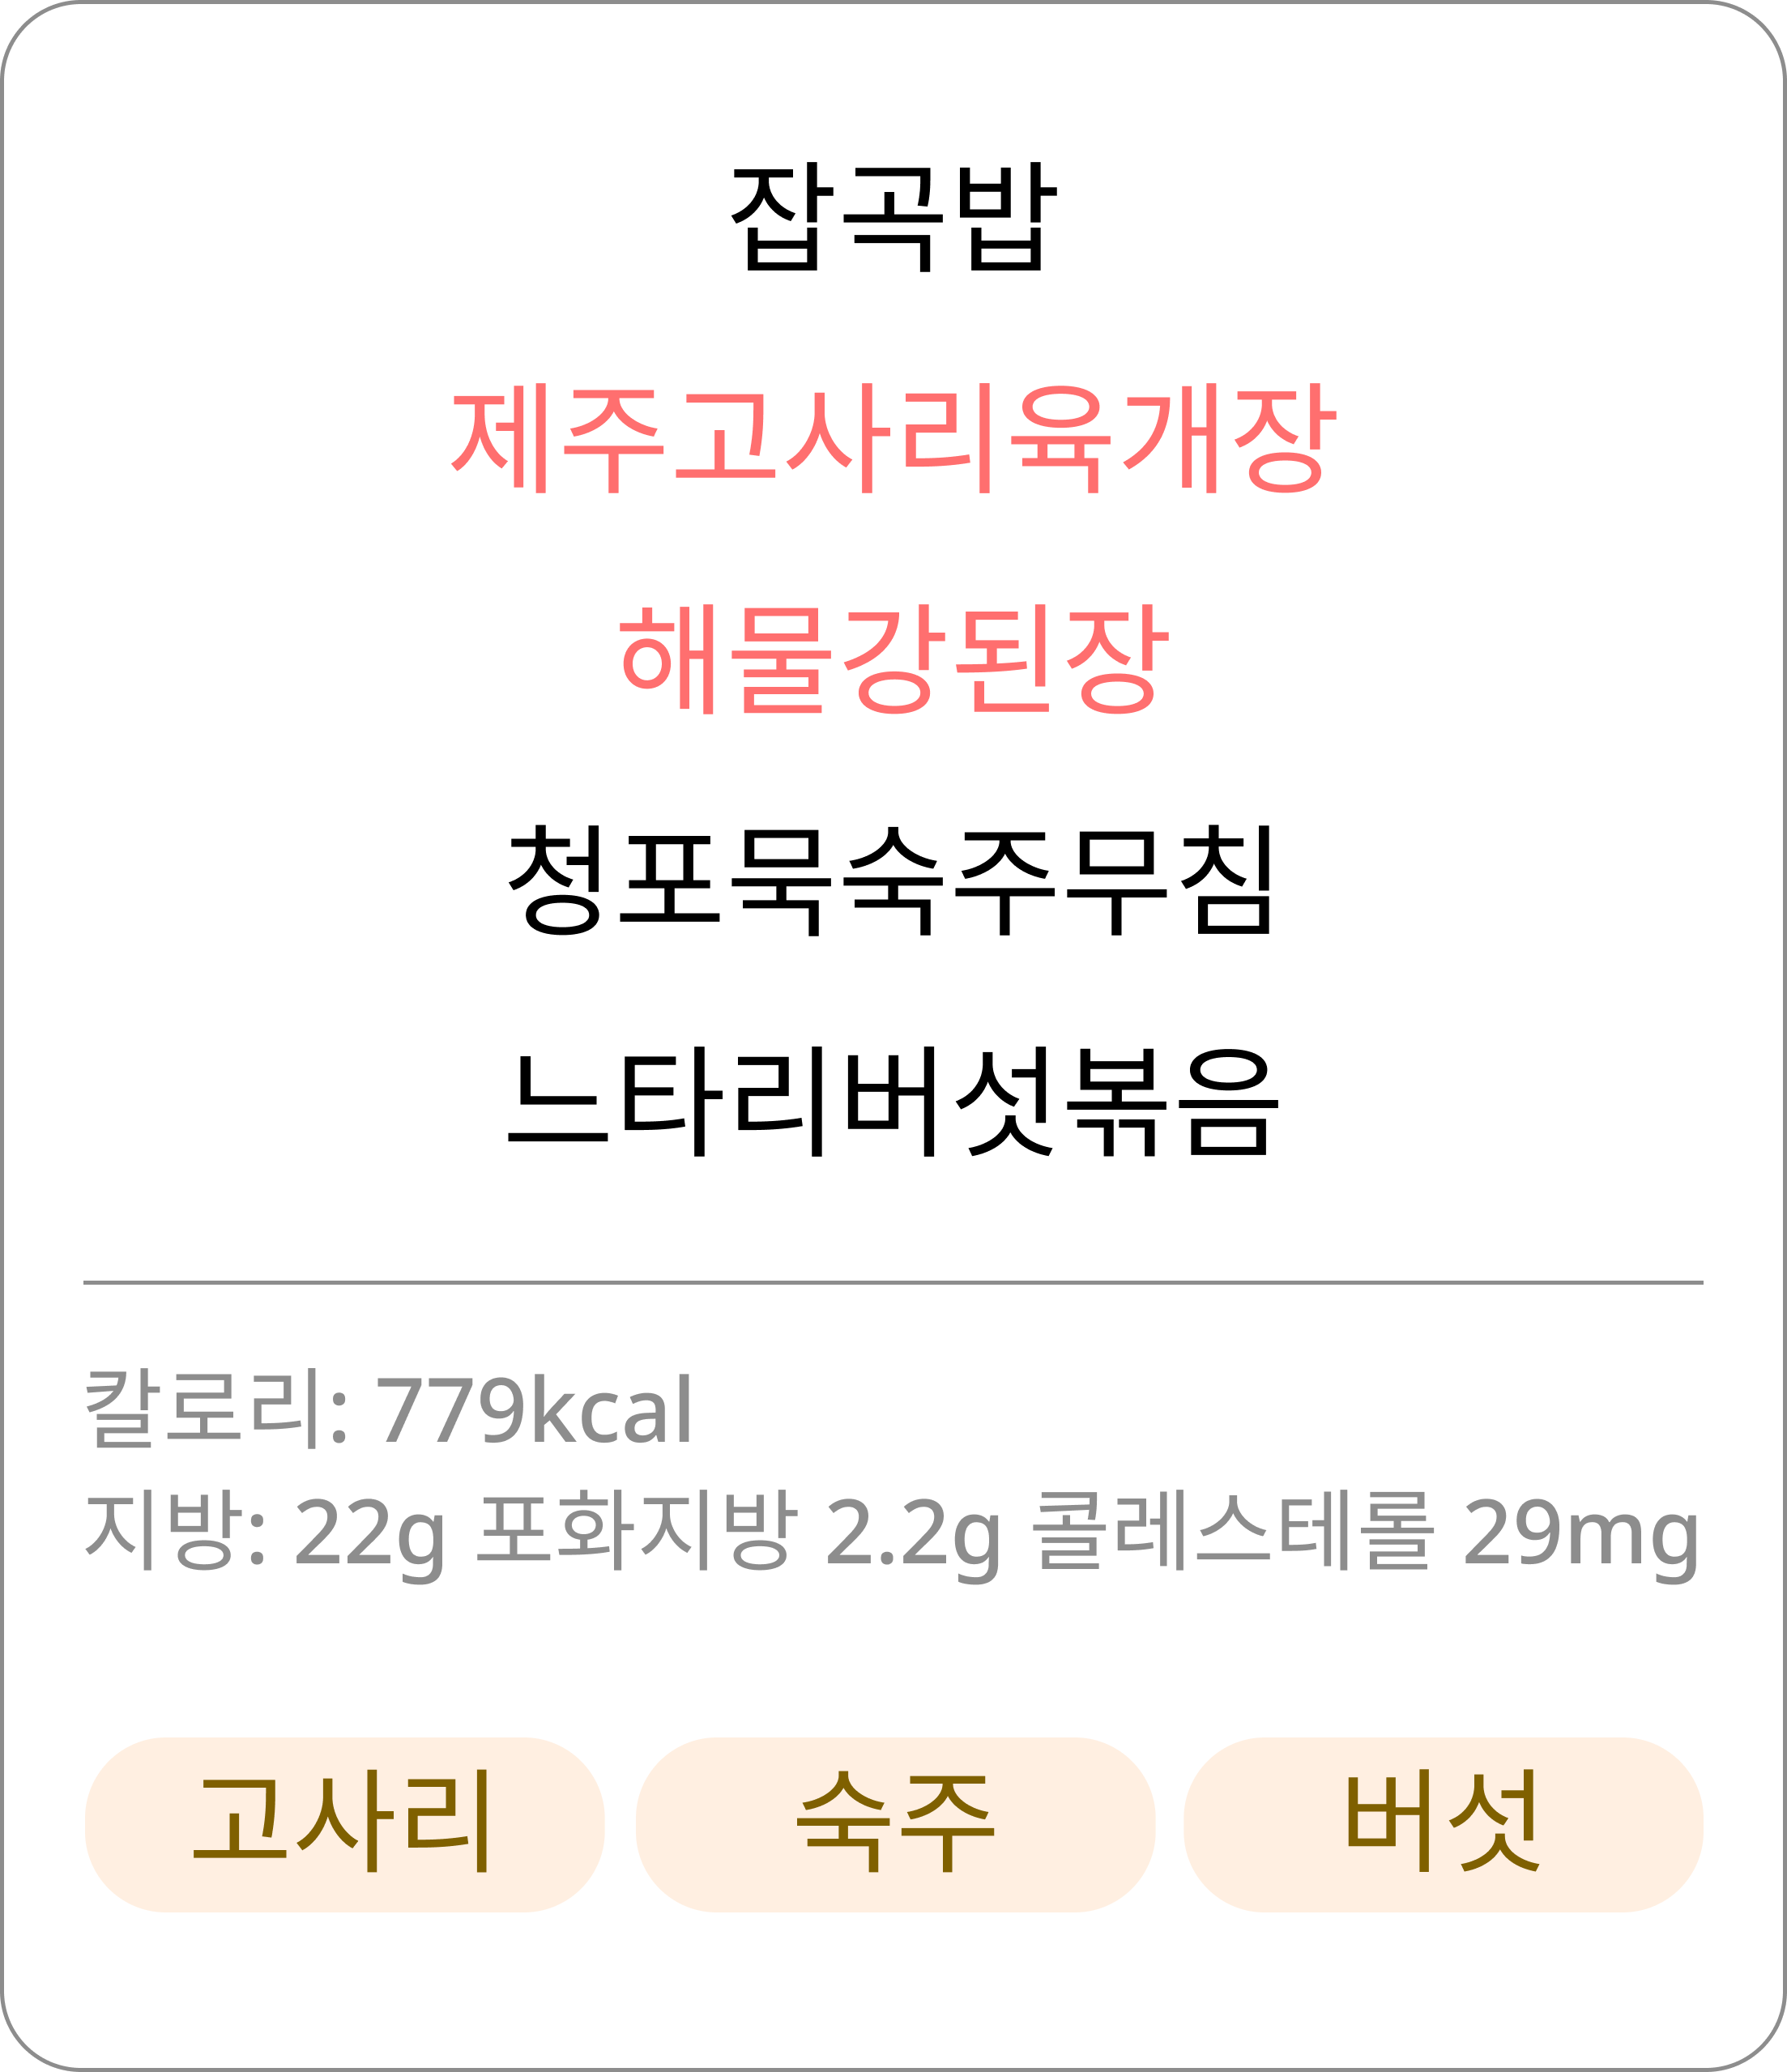 잡곡밥
제주고사리육개장
해물강된장
청포묵숙주무침
느타리버섯볶음
칼로리: 779kcal
지방: 22g 포화지방 2.2g 콜레스테롤 29mg
고사리 숙주 버섯